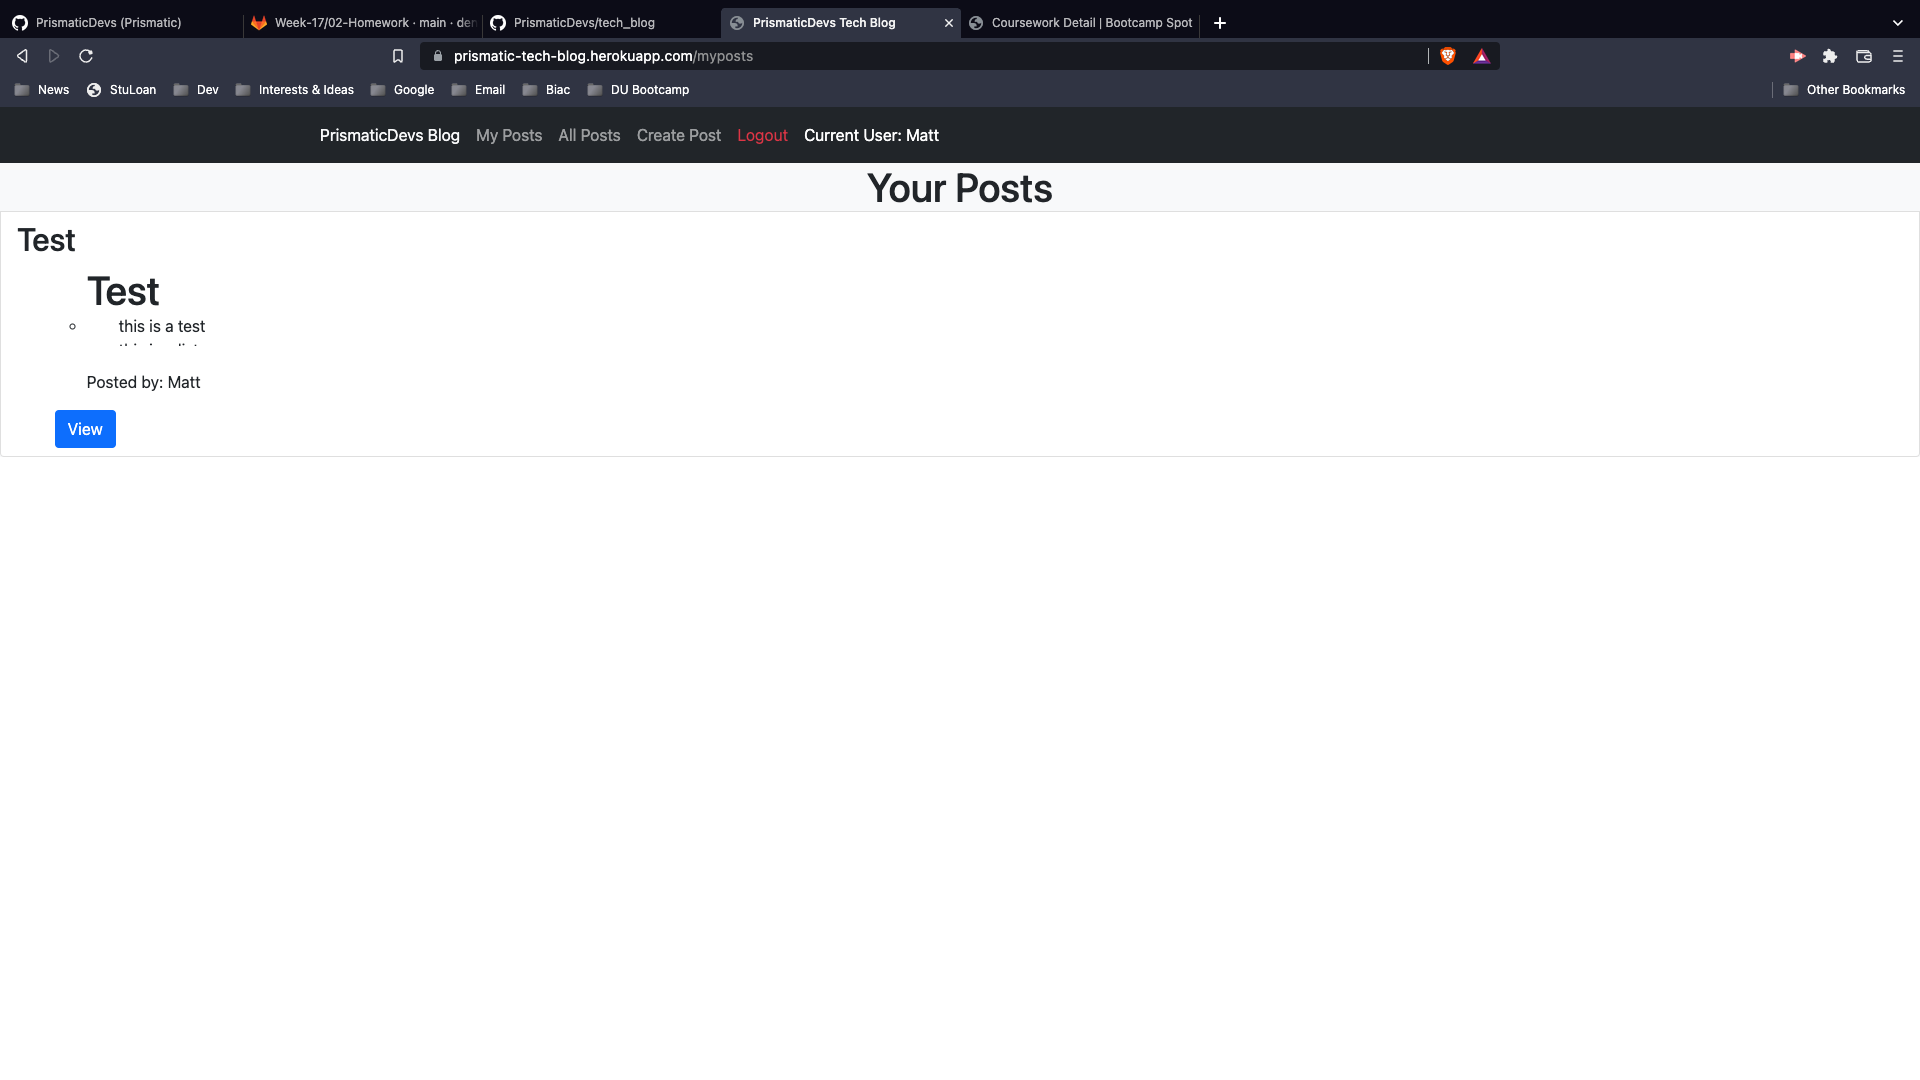 PrismaticDevs (Prismatic)
Week-17/02-Homework · main · den
PrismaticDevs/tech_blog
PrismaticDevs Tech Blog
Coursework Detail | Bootcamp Spot
prismatic-tech-blog.herokuapp.com/myposts
News
StuLoan
Dev
Interests & Ideas
Google
Email
Biac
DU Bootcamp
Other Bookmarks
PrismaticDevs Blog
My Posts
All Posts
Create Post
Logout
Current User: Matt
Your Posts
Test
Test
this is a test
Posted by: Matt
View